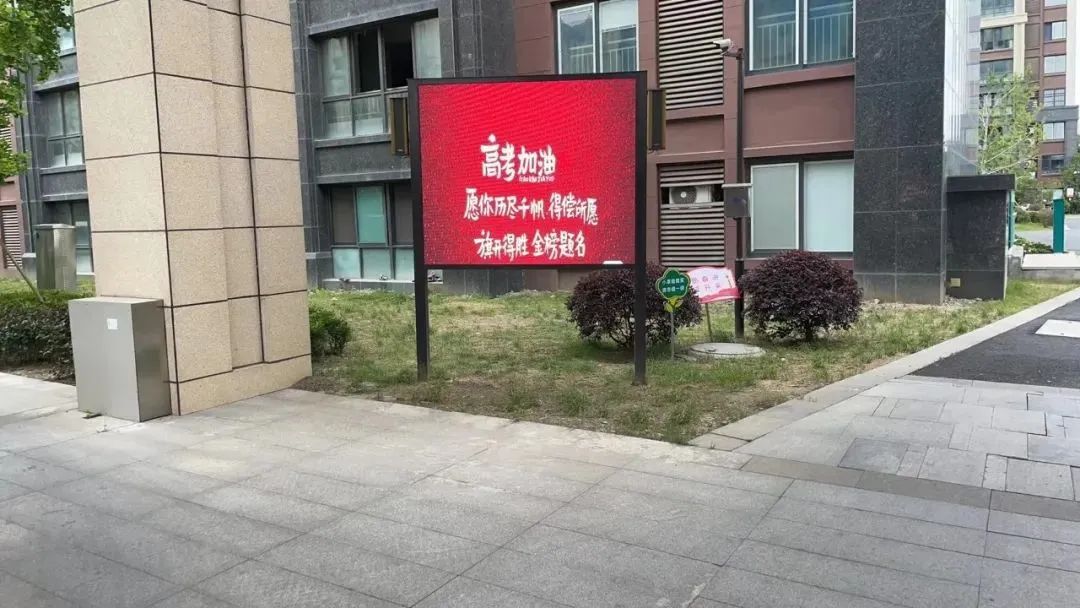 高考加油
愿你历尽千帆 得偿所愿
旗开得胜 金榜题名